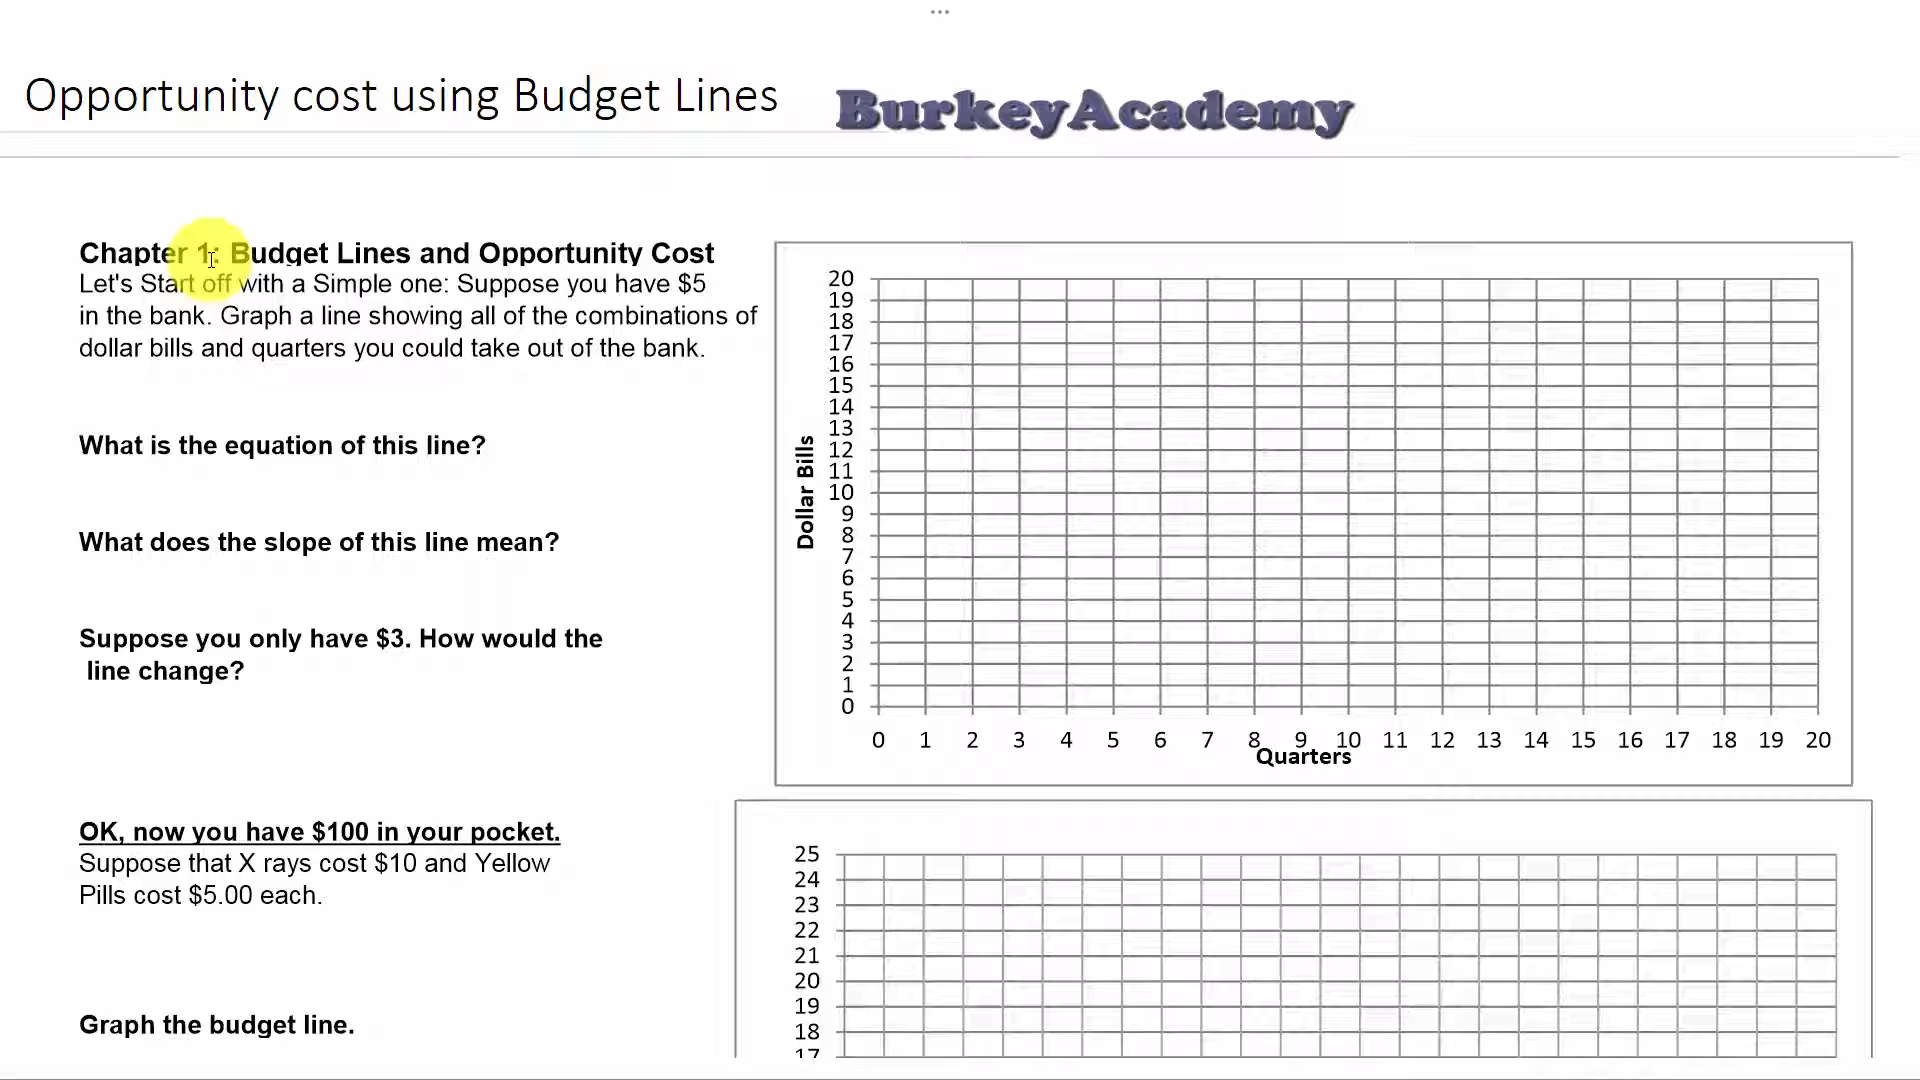 ...
Opportunity cost using Budget Lines
BurkeyAcademy
Chapter 1: Budget Lines and Opportunity Cost
Let's Start off with a Simple one: Suppose you have $5
in the bank. Graph a line showing all of the combinations of
dollar bills and quarters you could take out of the bank.
What is the equation of this line?
What does the slope of this line mean?
Suppose you only have $3. How would the
line change?
20
19
18
17
16
15
14
13
12
11
10
9
8
7
6
5
4
3
2
1
0
Dollar Bills
0 1 2 3 4 5 6 7 8 9 10 11 12 13 14 15 16 17 18 19 20
Quarters
OK, now you have $100 in your pocket.
Suppose that X rays cost $10 and Yellow
Pills cost $5.00 each.
Graph the budget line.
25
24
23
22
21
20
19
18
17